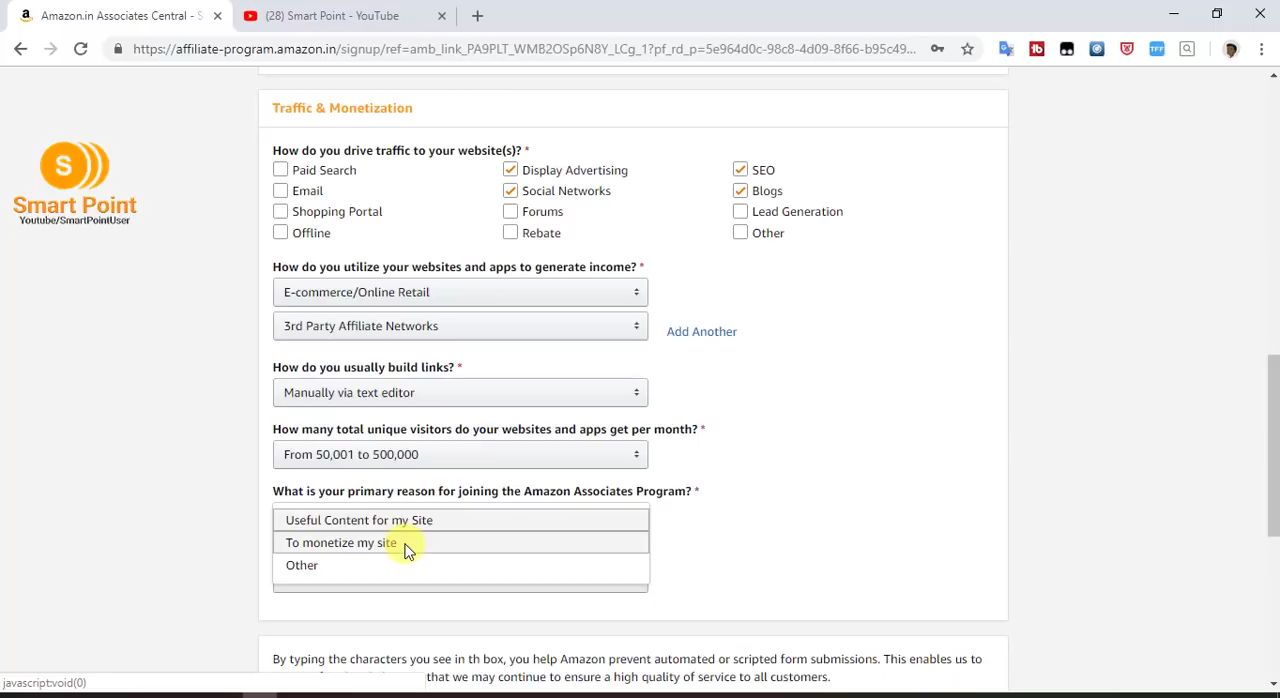 Amazon.in Associates Central - S
(28) Smart Point - YouTube
https://affiliate-program.amazon.in/signup/ref=amb_link_PA9PLT_WMB2OSp6N8Y_LCg_1?pf_rd_p=5e964d0c-98c8-4d09-8f66-b95c49...
Traffic & Monetization
How do you drive traffic to your website(s)? *
Paid Search
Display Advertising
SEO
Email
Social Networks
Blogs
Shopping Portal
Forums
Lead Generation
Offline
Rebate
Other
S
Smart Point
Youtube/SmartPointUser
How do you utilize your websites and apps to generate income? *
E-commerce/Online Retail
3rd Party Affiliate Networks
Add Another
How do you usually build links? *
Manually via text editor
How many total unique visitors do your websites and apps get per month? *
From 50,001 to 500,000
What is your primary reason for joining the Amazon Associates Program? *
Useful Content for my Site
To monetize my site
Other
By typing the characters you see in th box, you help Amazon prevent automated or scripted form submissions. This enables us to
that we may continue to ensure a high quality of service to all customers.
javascript:void(0)